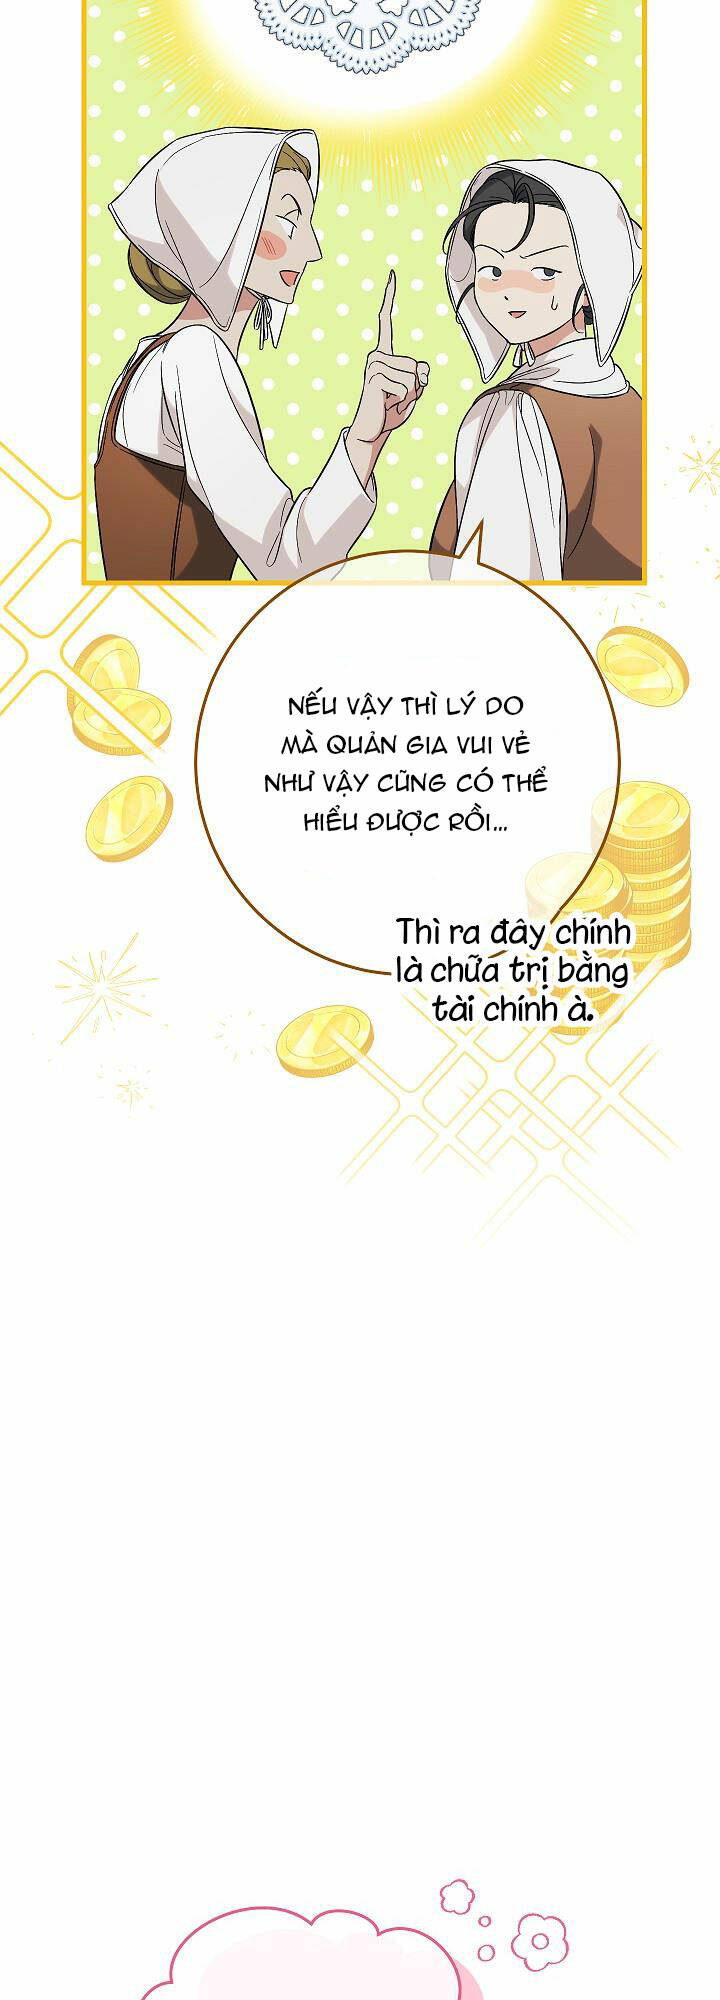 NẾU VẬY THÌ LÝ DO
MÀ QUẢN GIA VUI VẺ
NHƯ VẬY CŨNG CÓ THỂ
HIỂU ĐƯỢC RỒI...
Thì ra đây chính
là chữa trị bằng
tài chính à.